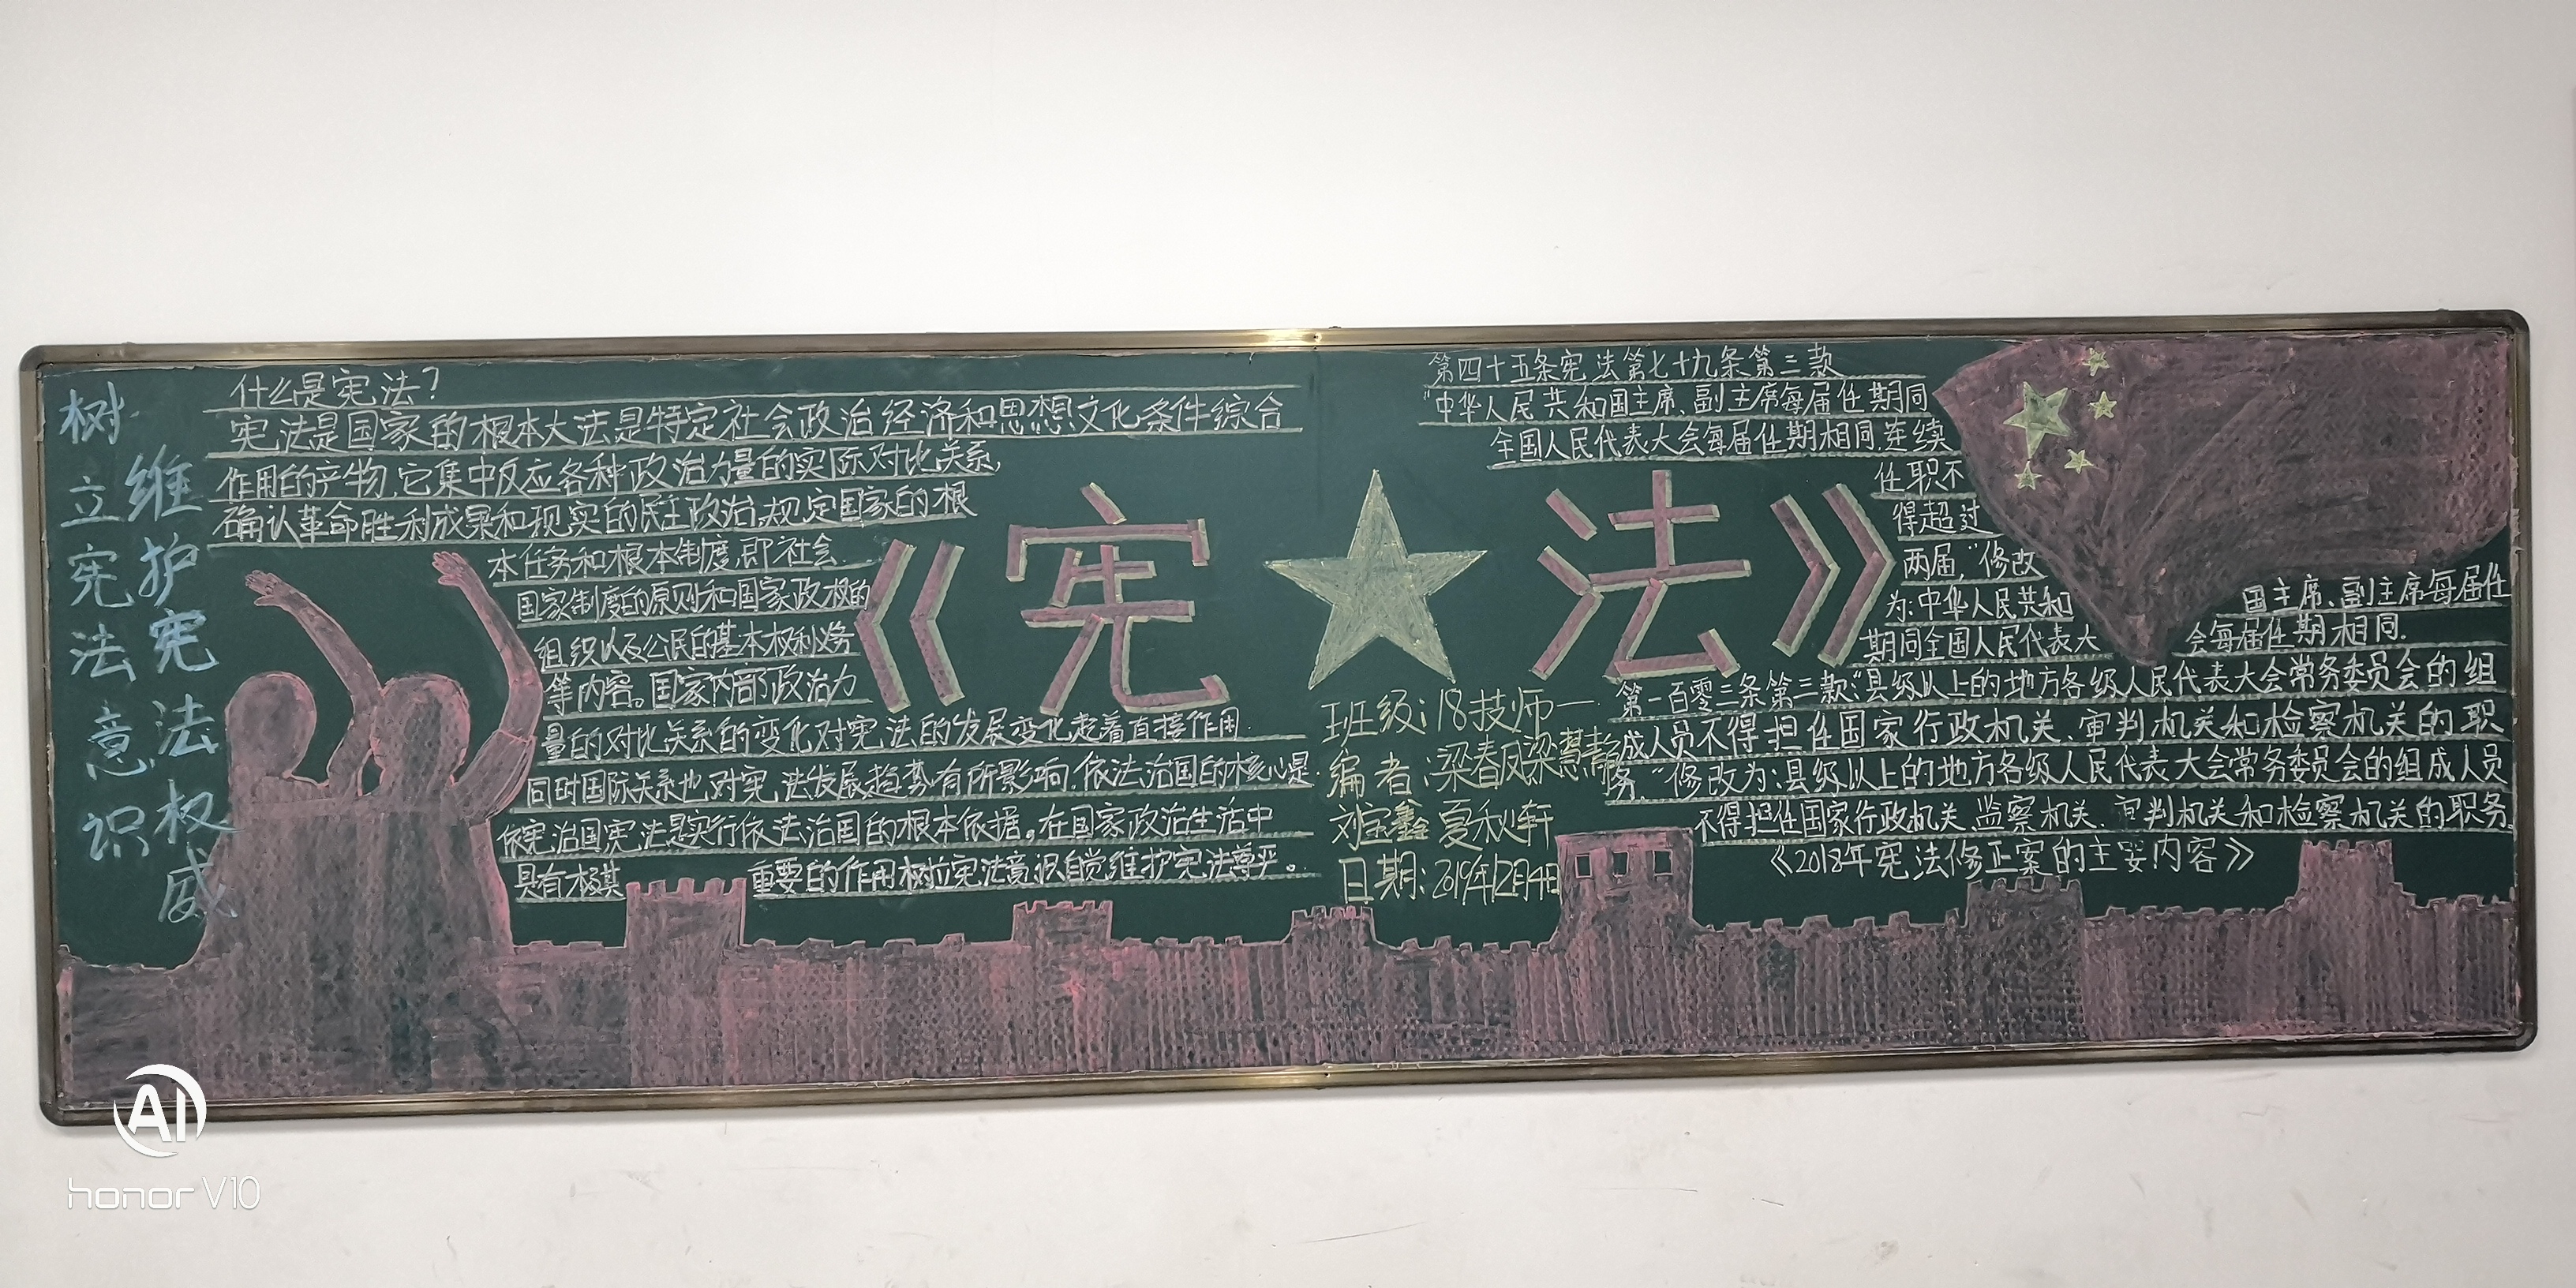 树立宪法意识
维护宪法权威
什么是宪法?
宪法是国家的根本大法是特定社会政治经济和思想文化条件综合
作用的产物,它集中反应各种政治力量的实际对比关系,
确认革命胜利成果和现实的民主政治,规定国家的根
本任务和根本制度,即社会
国家制度的原则和国家政权的
组织以及公民的基本权利义务
等内容。国家内部政治力
量的对比关系的变化对宪法的发展变化起着直接作用.
同时国际关系也对宪法发展趋势有所影响.依法治国的核心是
依宪治国宪法是实行依法治国的根本依据。在国家政治生活中
具有极其 重要的作用树立宪法意识自觉维护宪法尊严。
《宪 法》
班级:18技师一
编者:梁春凤梁慧静
刘宝鑫 夏秋轩
日期:2019年12月4日
第四十五条宪法第七十九条第三款
"中华人民共和国主席、副主席每届任期同
全国人民代表大会每届任期相同,连续
任职不
得超过
两届,"修改
为:中华人民共和 国主席、副主席每届任
期同全国人民代表大 会每届任期相同.
第一百零三条第三款:"县级以上的地方各级人民代表大会常务委员会的组
成人员不得担任国家行政机关、审判机关和检察机关的职
务,"修改为:县级以上的地方各级人民代表大会常务委员会的组成人员
不得担任国家行政机关、监察机关、审判机关和检察机关的职务.
《2018年宪法修正案的主要内容》
AI
honor V10